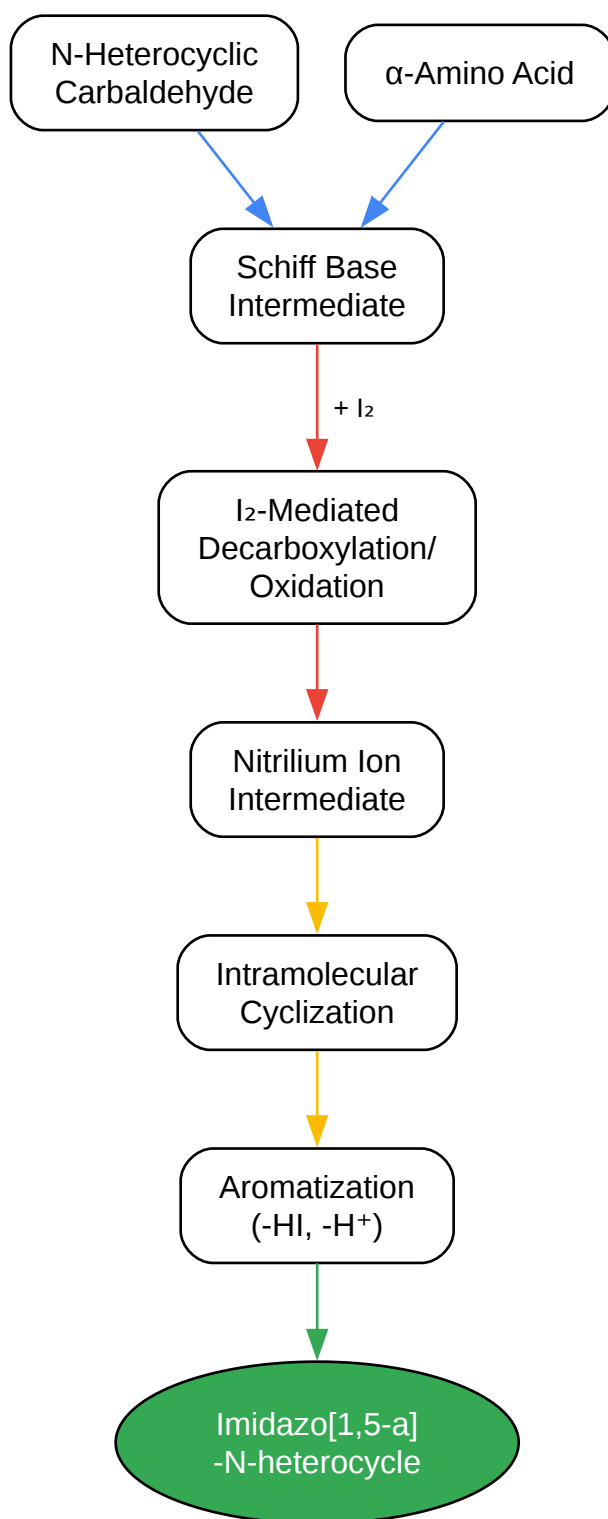 N-Heterocyclic
Carbaldehyde
α-Amino Acid
Schiff Base
Intermediate
+ I₂
I₂-Mediated
Decarboxylation/
Oxidation
Nitrilium Ion
Intermediate
Intramolecular
Cyclization
Aromatization
(-HI, -H⁺)
Imidazo[1,5-a]
-N-heterocycle